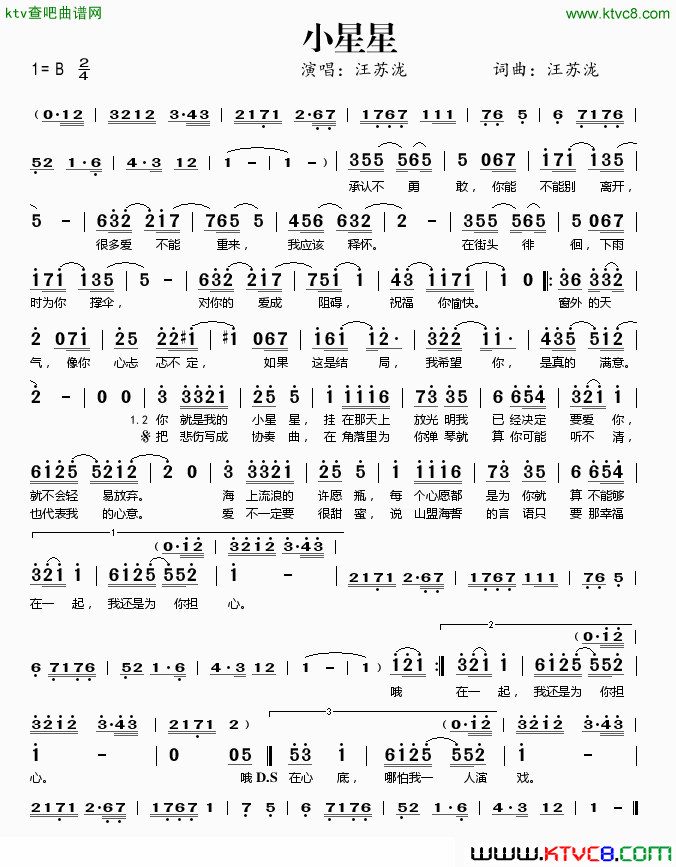 ktv查吧曲谱网 www.ktvc8.com
小星星
1= B 2/4 演唱：汪苏泷 词曲：汪苏泷
( 0·12 | 3212 3·43 | 2171 2·67 | 1767 111 | 76 5 | 6 7176 |
52 1·6 | 4·3 12 | 1 - | 1 - ) | 355 565 | 5 067 | 171 135 |
承认不 勇 敢， 你能 不能别 离开，
5 - | 632 217 | 765 5 | 456 632 | 2 - | 355 565 | 5 067 |
很多爱 不能 重来， 我应该 释怀。 在街头 徘 徊， 下雨
171 135 | 5 - | 632 217 | 751 1 | 43 1171 | 1 0 |: 36 332 |
时为你 撑伞， 对你的 爱成 阻碍， 祝福 你愉快。 窗外 的天
2 071 | 25 22#1 | #1 067 | 161 12· | 322 11 | 435 512 |
气， 像你 心忐 忑不定， 如果 这是结 局， 我希望 你， 是真的 满意。
2 - | 0 0 | 3 3321 | 25 5 | 1 1116 | 73 35 | 6 654 | 321 1 |
1.2 你 就是我的 小星 星， 挂 在那天上 放光 明我 已 经决定 要爱 你，
※把 悲伤写成 协奏 曲， 在 角落里为 你弹 琴就 算 你可能 听不 清，
6125 5212 | 2 0 | 3 3321 | 25 5 | 1 1116 | 73 35 | 6 654 |
就不会轻 易放弃。 海 上流浪的 许愿 瓶， 每 个心愿都 是为 你就 算 不能够
也代表我 的心意。 爱 不一定要 很甜 蜜， 说 山盟海誓 的言 语只 要 那幸福
1
( 0·12 | 3212 3·43 )
321 1 | 6125 552 | 1 - | 2171 2·67 | 1767 111 | 76 5 |
在一 起， 我还是为 你担 心。
2
( 0·12
6 7176 | 52 1·6 | 4·3 12 | 1 - | 1 1) 121 :| 321 1 | 6125 552 |
哦 在一 起， 我还是为 你担
3
3212 3·43 | 2171 2 ) ( 0·12 | 3212 3·43 |
1 - | 0 05 || 53 5 | 6125 552 | 1 - |
心。 哦 D.S 在心 底， 哪怕我一 人演 戏。
2171 2·67 | 1767 1 | 7 5 | 6 7176 | 52 1·6 | 4·3 12 | 1 - ||
www.KTVC8.com